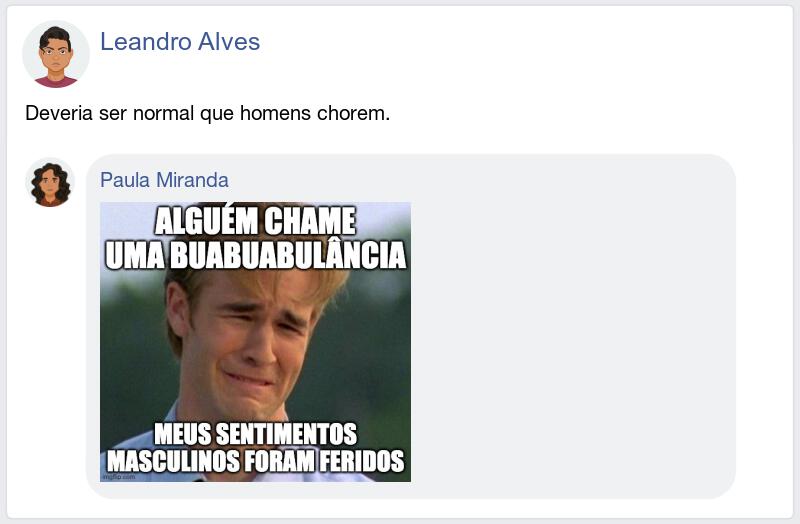 Leandro Alves
Deveria ser normal que homens chorem.
Paula Miranda
ALGUÉM CHAME
UMA BUABUABULÂNCIA
MEUS SENTIMENTOS
MASCULINOS FORAM FERIDOS
imgflip.com